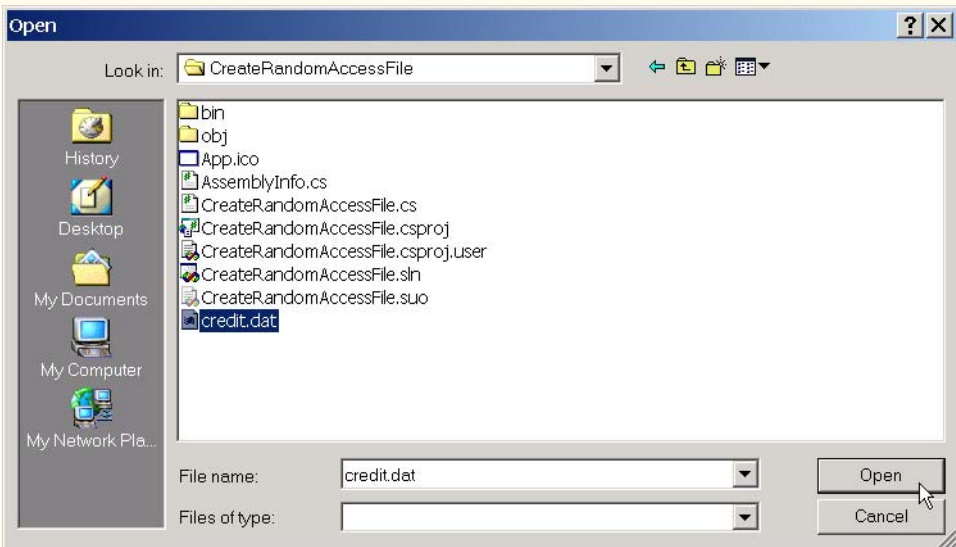 Open
?
Look in:
CreateRandomAccessFile
History
Desktop
My Documents
My Computer
My Network Pla...
bin
obj
App.ico
AssemblyInfo.cs
CreateRandomAccessFile.cs
CreateRandomAccessFile.csproj
CreateRandomAccessFile.csproj.user
CreateRandomAccessFile.sln
CreateRandomAccessFile.suo
credit.dat
File name:
credit.dat
Open
Files of type:
Cancel